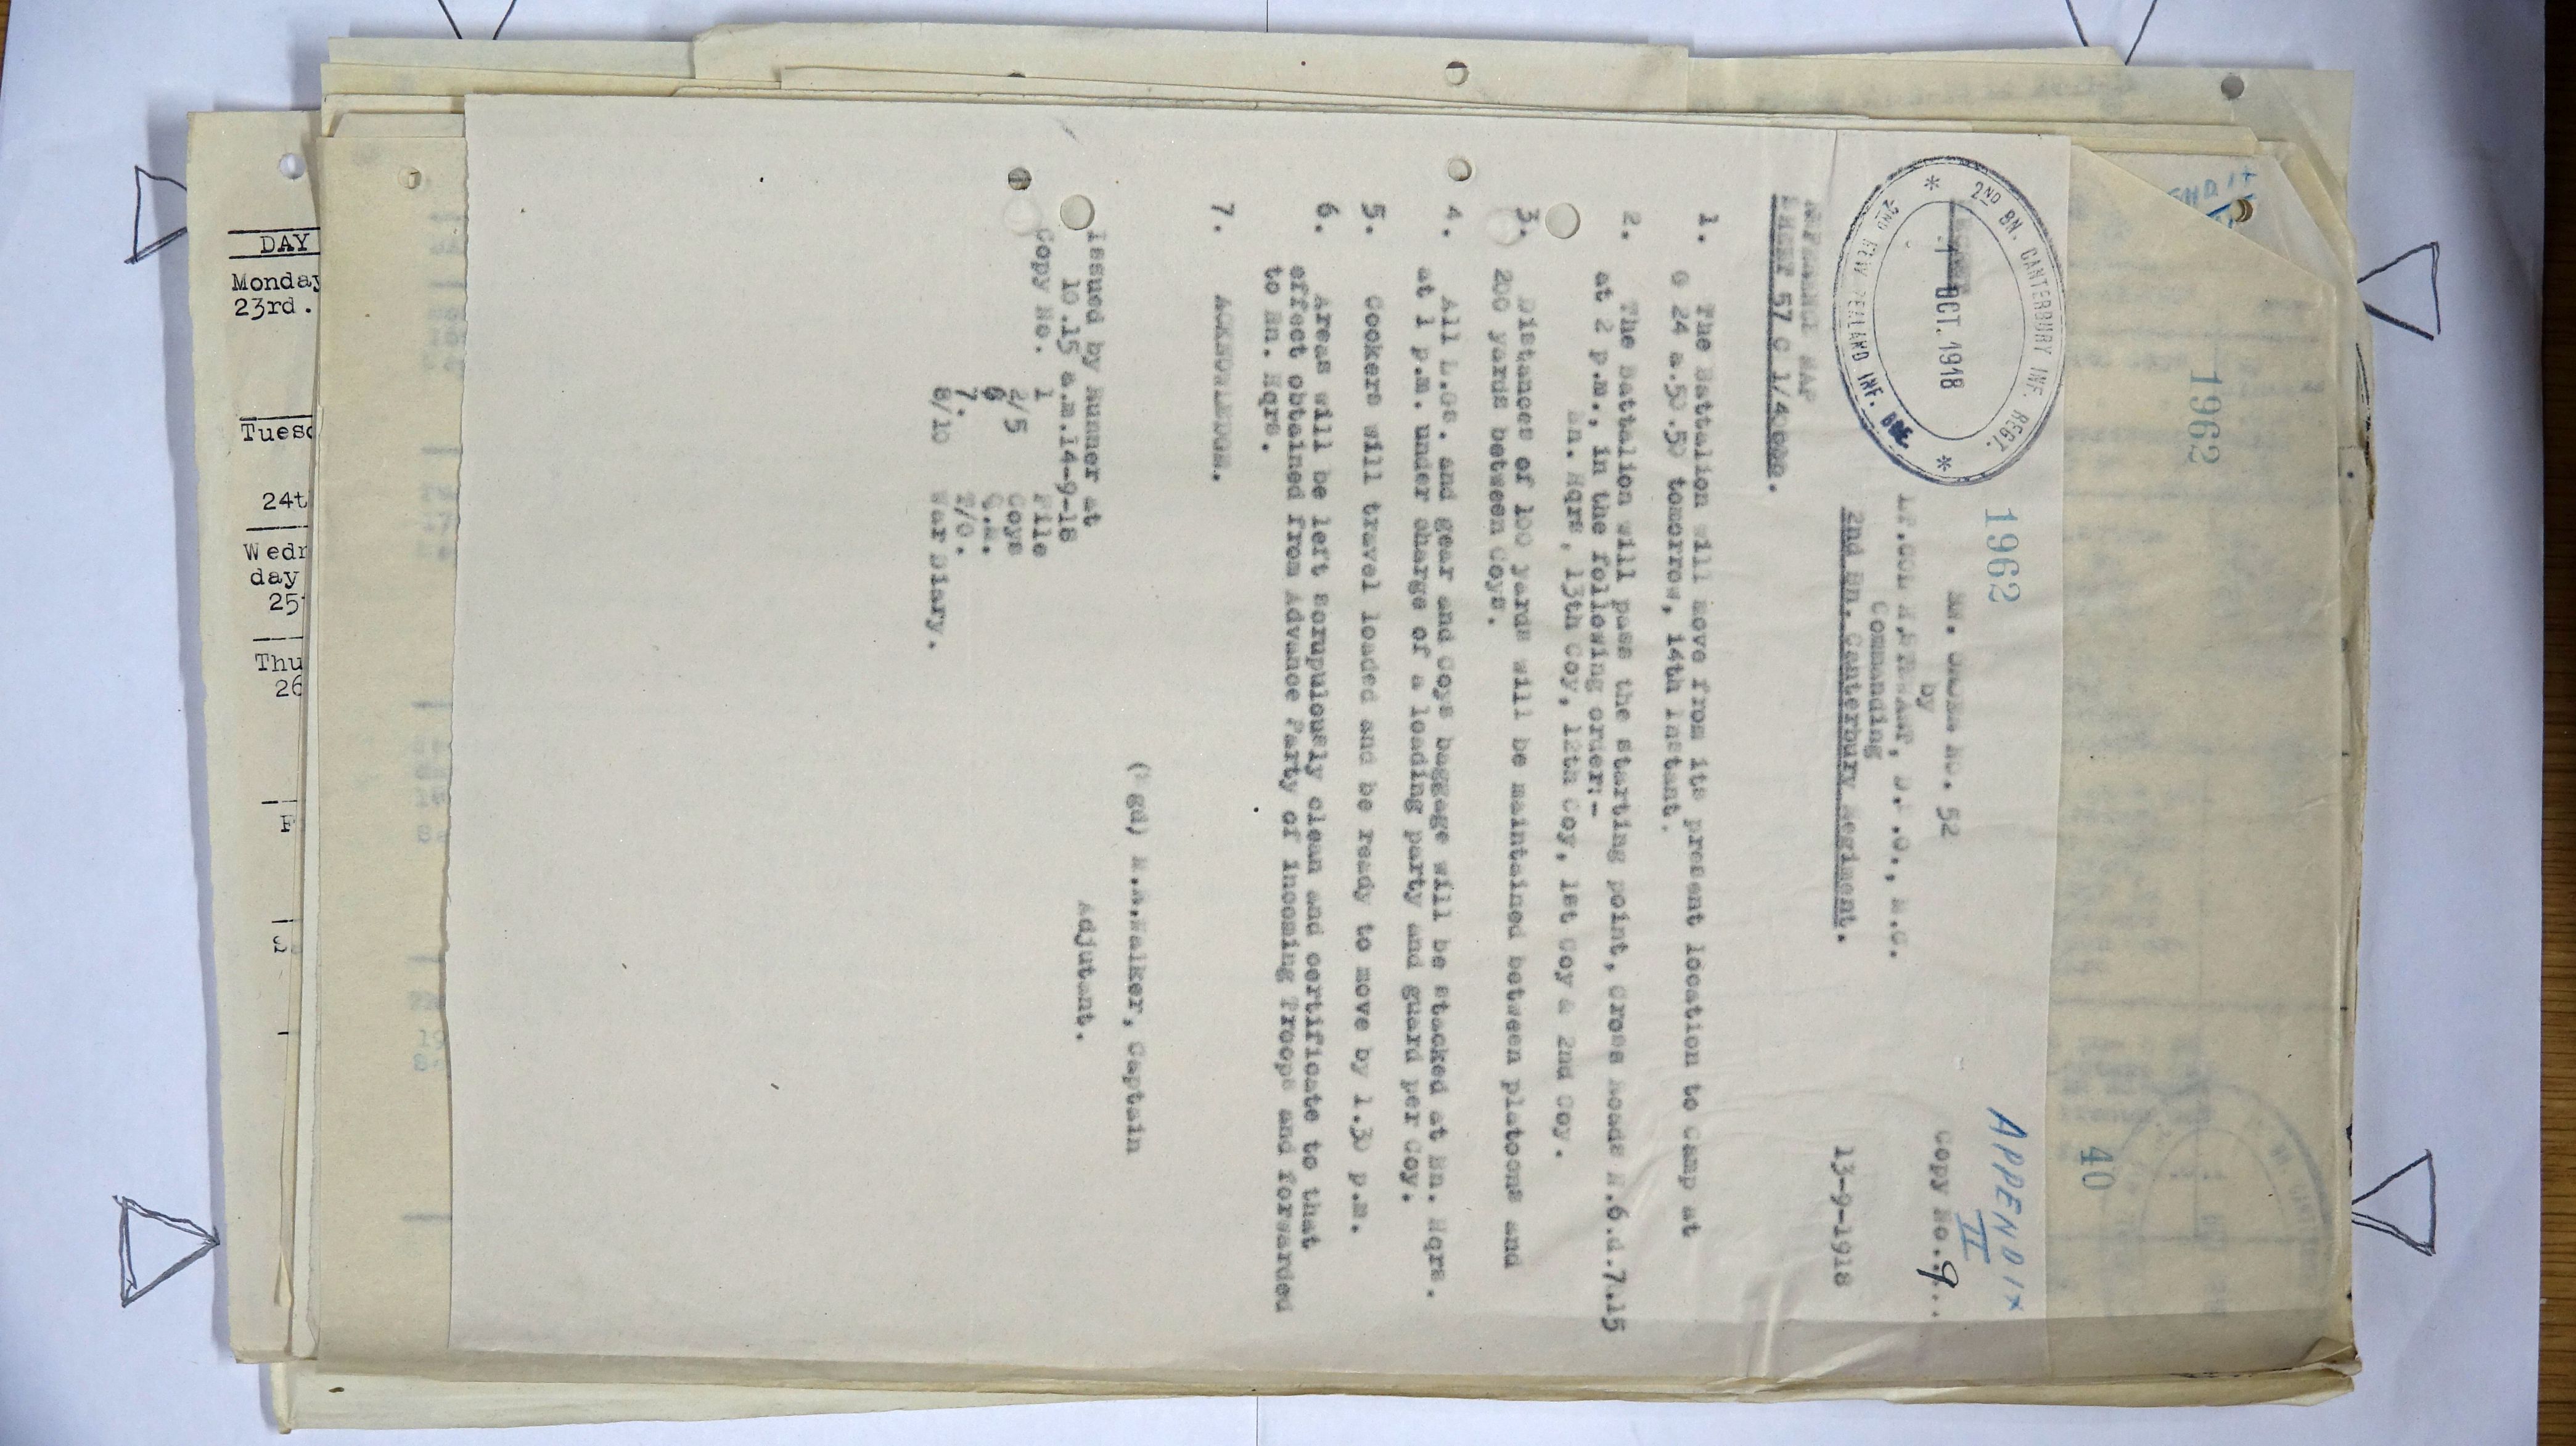 1962
APPENDIX
II
BN. ORDER NO. 52
Copy No. 9
by
LT.COL H.STEWART, D.S.O., M.C.
Commanding
2nd Bn. Canterbury Regiment.
13-9-1918
2ND BN. CANTERBURY INF. REGT.
SECRET
1 OCT. 1918
2ND NEW ZEALAND INF. BDE.
REFERENCE MAP
SHEET 57 C 1/40000.
1. The Battalion will move from its present location to Camp at
G 24 a.50.50 tomorrow, 14th instant.
2. The Battalion will pass the starting point, Cross Roads N.6.d.7.15
at 2 p.m., in the following order:-
Bn. Hqrs, 13th Coy, 12th Coy, 1st Coy & 2nd Coy.
3. Distances of 100 yards will be maintained between platoons and
200 yards between Coys.
4. All L.Gs. and gear and Coys baggage will be stacked at Bn. Hqrs.
at 1 p.m. under charge of a loading party and guard per Coy.
5. Cookers will travel loaded and be ready to move by 1.30 p.m.
6. Areas will be left scrupulously clean and certificate to that
effect obtained from Advance Party of incoming Troops and forwarded
to Bn. Hqrs.
7. ACKNOWLEDGE.
(Sgd) Walker, Captain
Adjutant.
Issued by Runner at
10.15 a.m. 14-9-18
Copy No. 1 File
2/5 Coys
6 Q.M.
7. T/O.
8/10 War Diary.
1962
40
DAY
Monday
23rd.
Tues
24t
Wedn
day
25
Thu
26
F